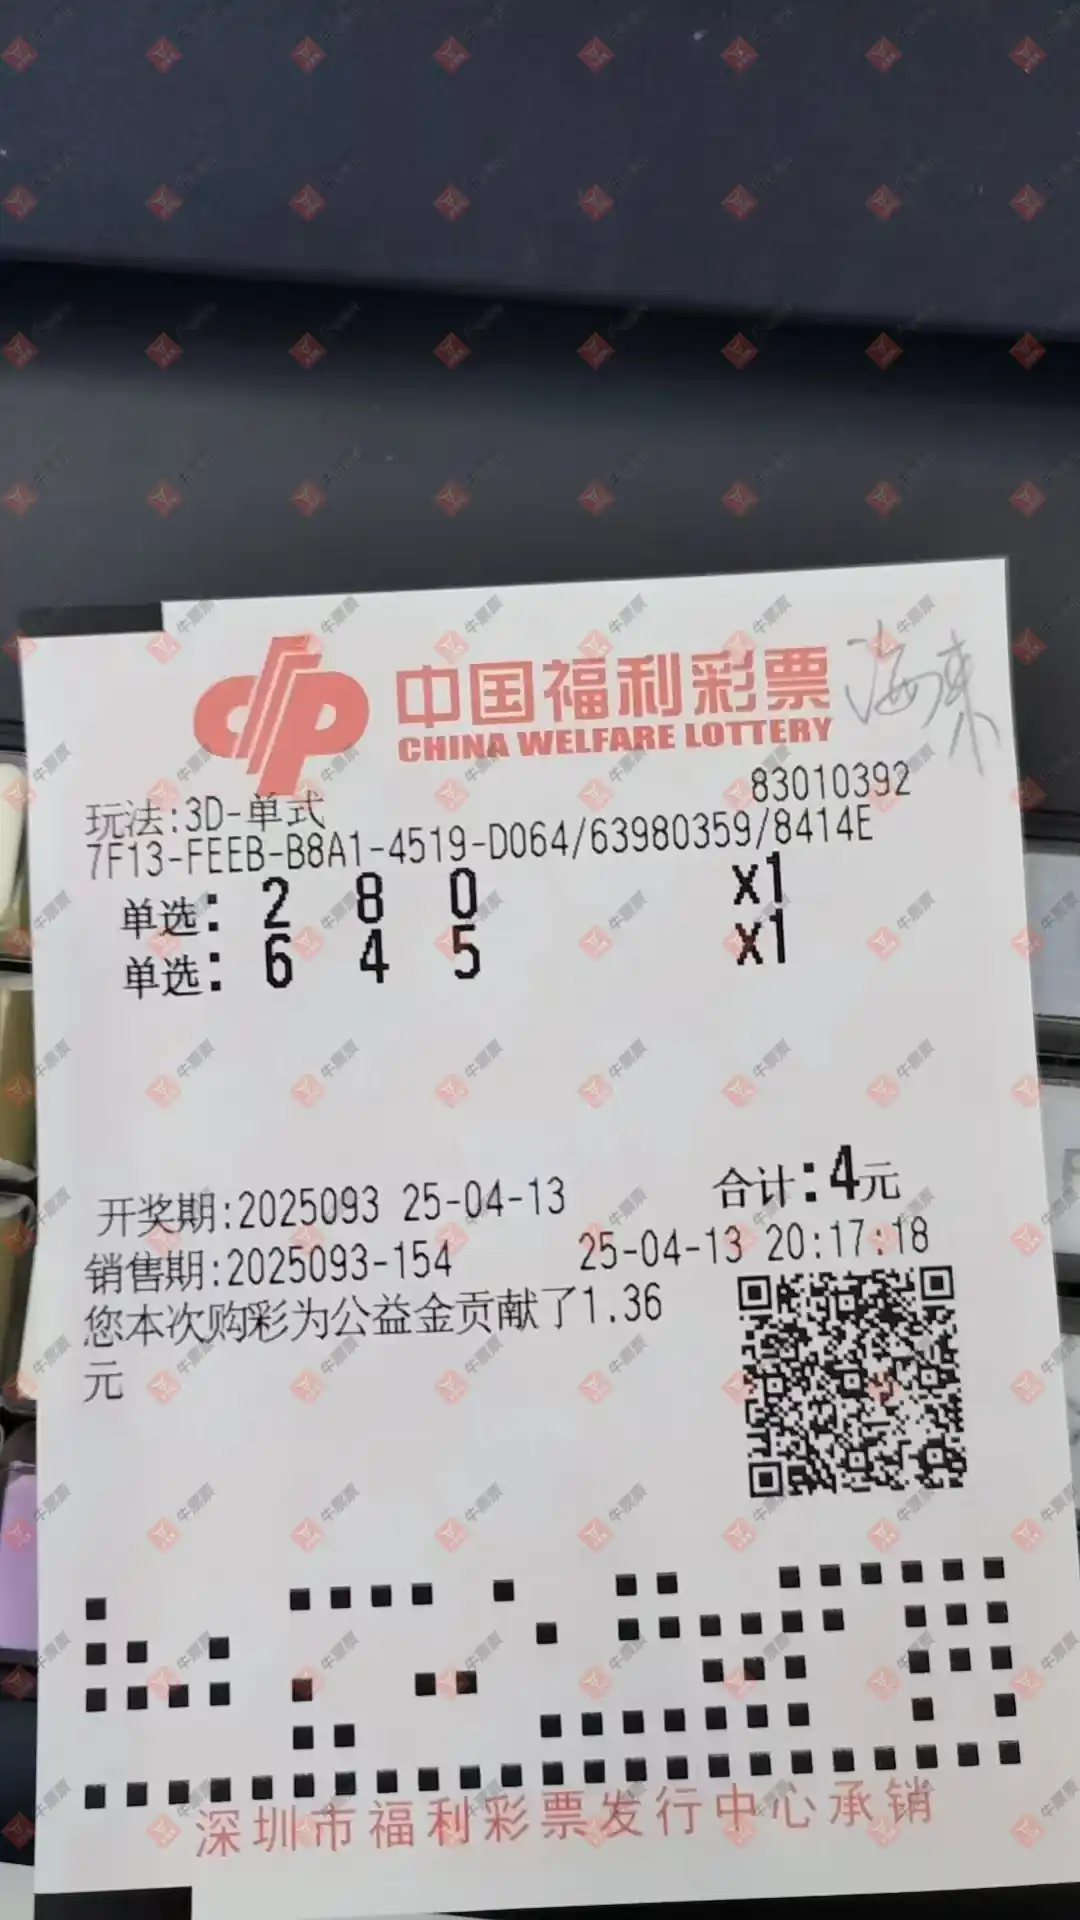 中国福利彩票
CHINA WELFARE LOTTERY
海
83010392
玩法:3D-单式
7F13-FEEB-B8A1-4519-D064/63980359/8414E
单选: 2 8 0 x1
单选: 6 4 5 x1
开奖期:2025093 25-04-13 合计:4元
销售期:2025093-154 25-04-13 20:17:18
您本次购彩为公益金贡献了1.36
元
深圳市福利彩票发行中心承销
牛票票